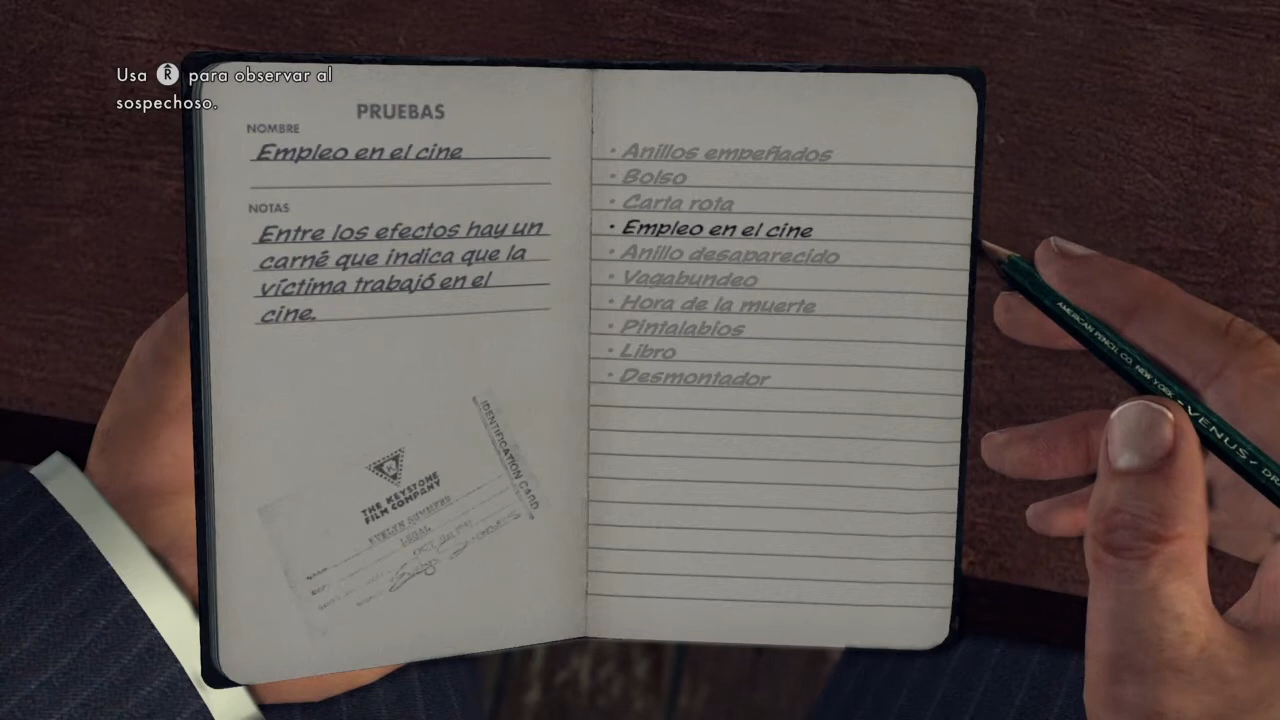 Usa R para observar al
sospechoso.
PRUEBAS
NOMBRE
Empleo en el cine
NOTAS
Entre los efectos hay un
carné que indica que la
víctima trabajó en el
cine.
IDENTIFICATION CARD
THE KEYSTONE
FILM COMPANY
EVELYN SUMMERS
LEGAL
· Anillos empeñados
· Bolso
· Carta rota
· Empleo en el cine
· Anillo desaparecido
· Vagabundeo
· Hora de la muerte
· Pintalabios
· Libro
· Desmontador
AMERICAN PENCIL CO. NEW YORK · VENUS